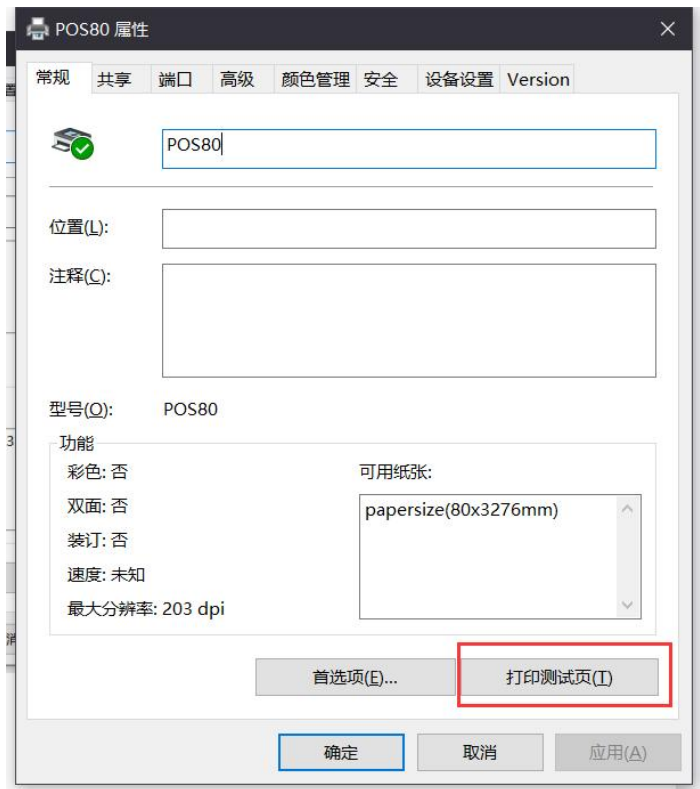 POS80 属性
常规 共享 端口 高级 颜色管理 安全 设备设置 Version
POS80
位置(L):
注释(C):
型号(O): POS80
功能
彩色: 否 可用纸张:
双面: 否 papersize(80x3276mm)
装订: 否
速度: 未知
最大分辨率: 203 dpi
首选项(E)... 打印测试页(T)
确定 取消 应用(A)